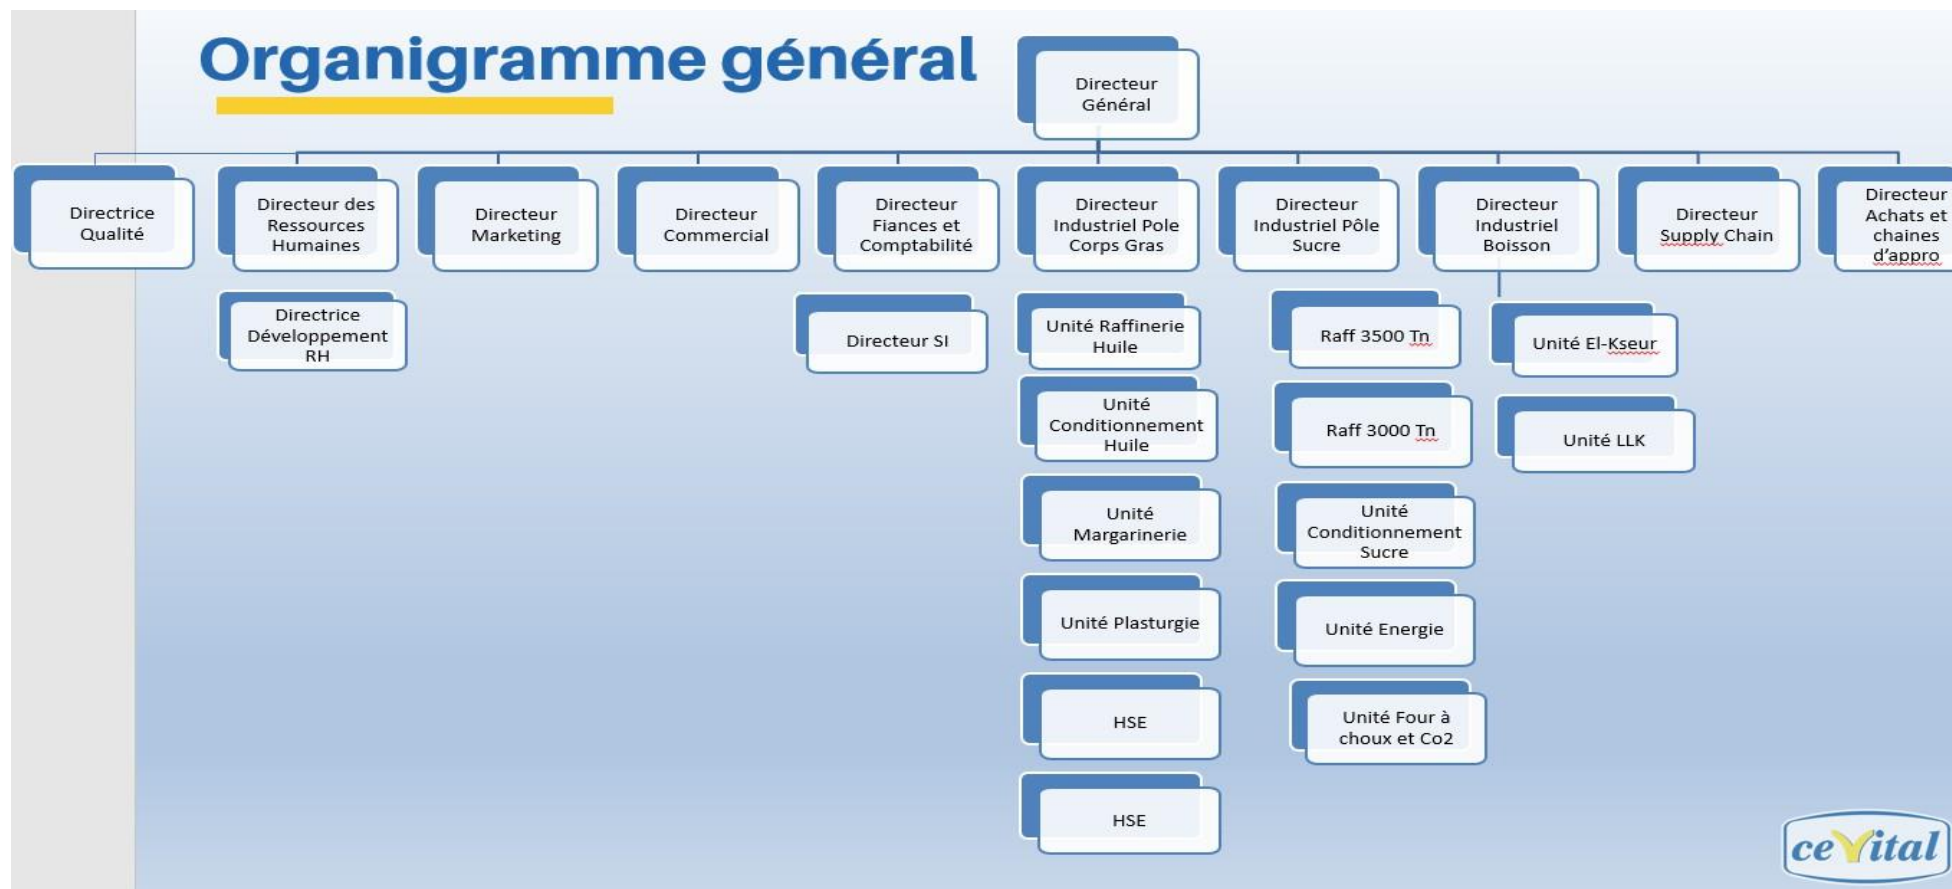 Organigramme général
Directeur
Général
Directrice
Qualité
Directeur des
Ressources
Humaines
Directeur
Marketing
Directeur
Commercial
Directeur
Fiances et
Comptabilité
Directeur
Industriel Pole
Corps Gras
Directeur
Industriel Pôle
Sucre
Directeur
Industriel
Boisson
Directeur
Supply Chain
Directeur
Achats et
chaines
d'appro
Directrice
Développement
RH
Directeur SI
Unité Raffinerie
Huile
Unité
Conditionnement
Huile
Unité
Margarinerie
Unité Plasturgie
HSE
HSE
Raff 3500 Tn
Raff 3000 Tn
Unité
Conditionnement
Sucre
Unité Energie
Unité Four à
choux et Co2
Unité El-Kseur
Unité LLK
ceVital